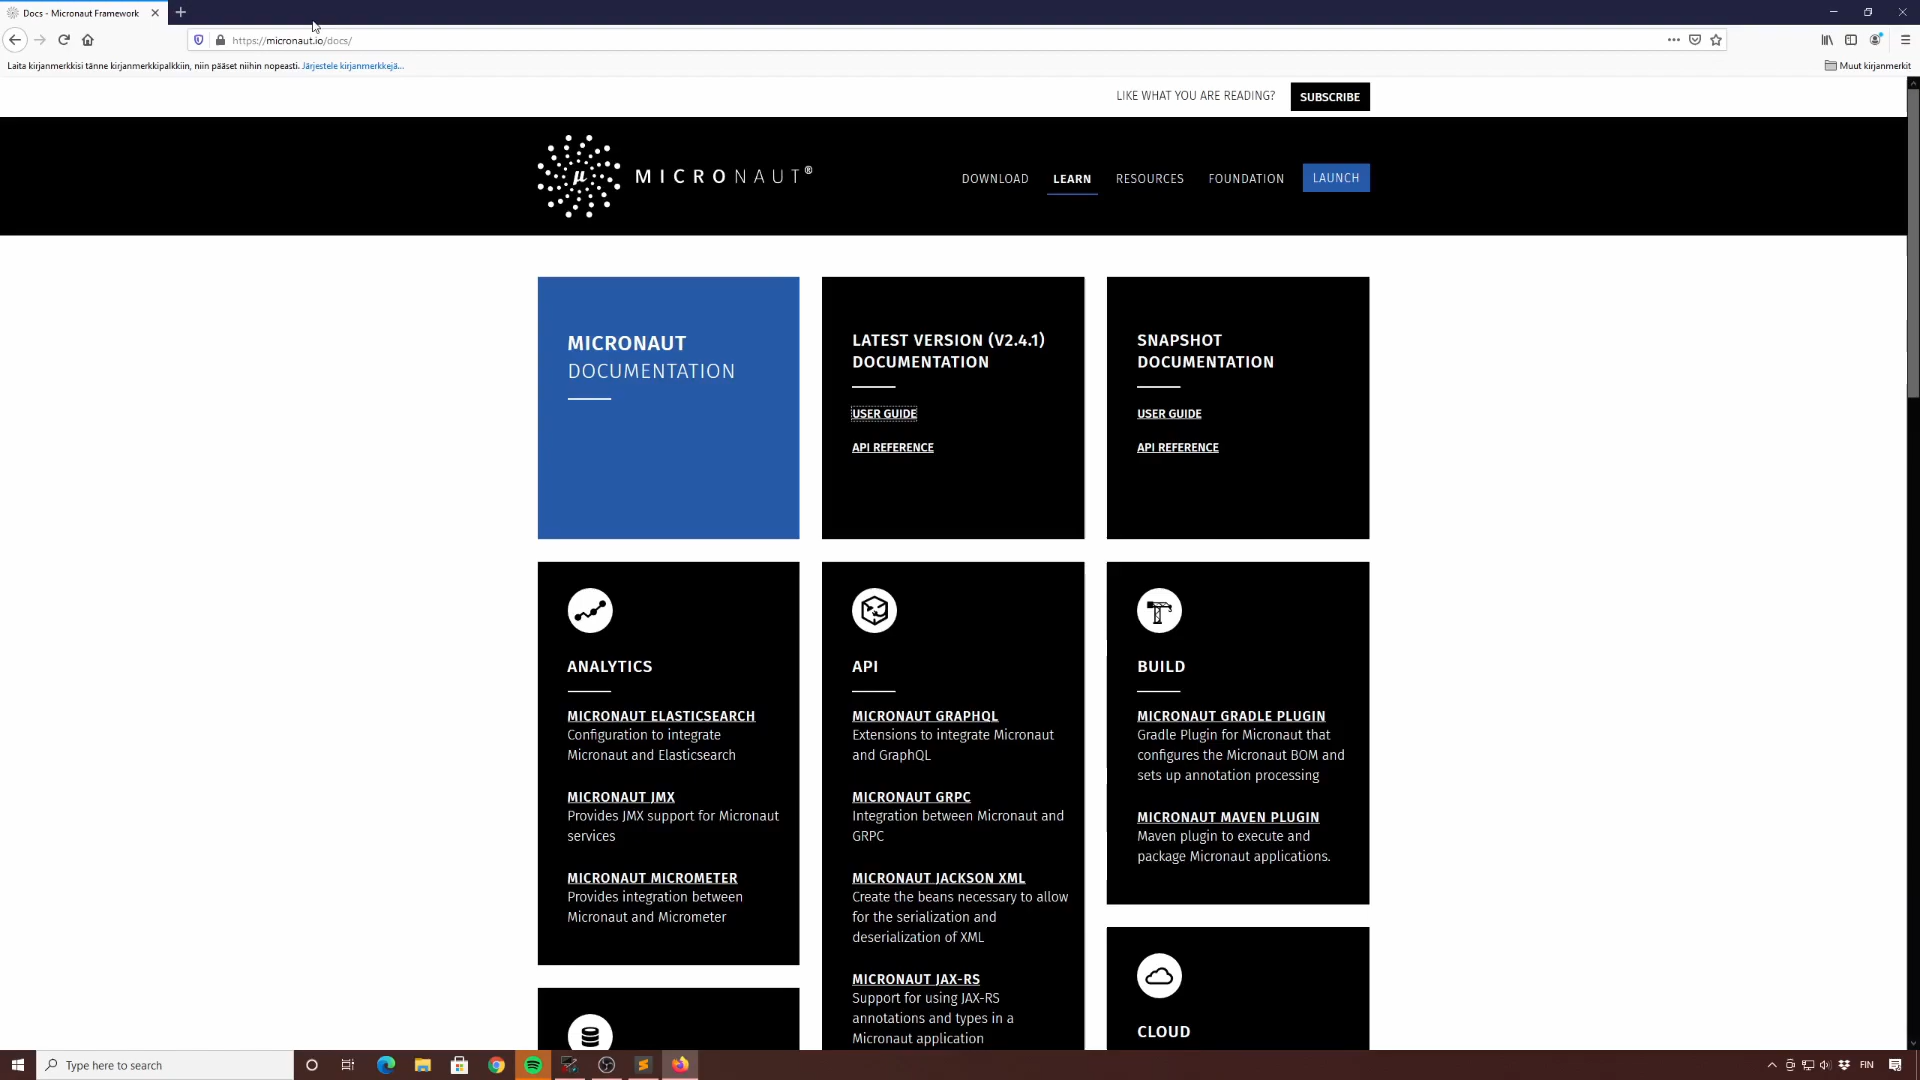 Docs - Micronaut Framework
https://micronaut.io/docs/
Laita kirjanmerkkisi tänne kirjanmerkkipalkkiin, niin pääset niihin nopeasti. Järjestele kirjanmerkkejä...
Muut kirjanmerkit
LIKE WHAT YOU ARE READING?
SUBSCRIBE
μ MICRONAUT®
DOWNLOAD
LEARN
RESOURCES
FOUNDATION
LAUNCH
MICRONAUT
DOCUMENTATION
LATEST VERSION (V2.4.1)
DOCUMENTATION
USER GUIDE
API REFERENCE
SNAPSHOT
DOCUMENTATION
USER GUIDE
API REFERENCE
ANALYTICS
MICRONAUT ELASTICSEARCH
Configuration to integrate
Micronaut and Elasticsearch
MICRONAUT JMX
Provides JMX support for Micronaut
services
MICRONAUT MICROMETER
Provides integration between
Micronaut and Micrometer
API
MICRONAUT GRAPHQL
Extensions to integrate Micronaut
and GraphQL
MICRONAUT GRPC
Integration between Micronaut and
GRPC
MICRONAUT JACKSON XML
Create the beans necessary to allow
for the serialization and
deserialization of XML
MICRONAUT JAX-RS
Support for using JAX-RS
annotations and types in a
Micronaut application
BUILD
MICRONAUT GRADLE PLUGIN
Gradle Plugin for Micronaut that
configures the Micronaut BOM and
sets up annotation processing
MICRONAUT MAVEN PLUGIN
Maven plugin to execute and
package Micronaut applications.
CLOUD
Type here to search
FIN